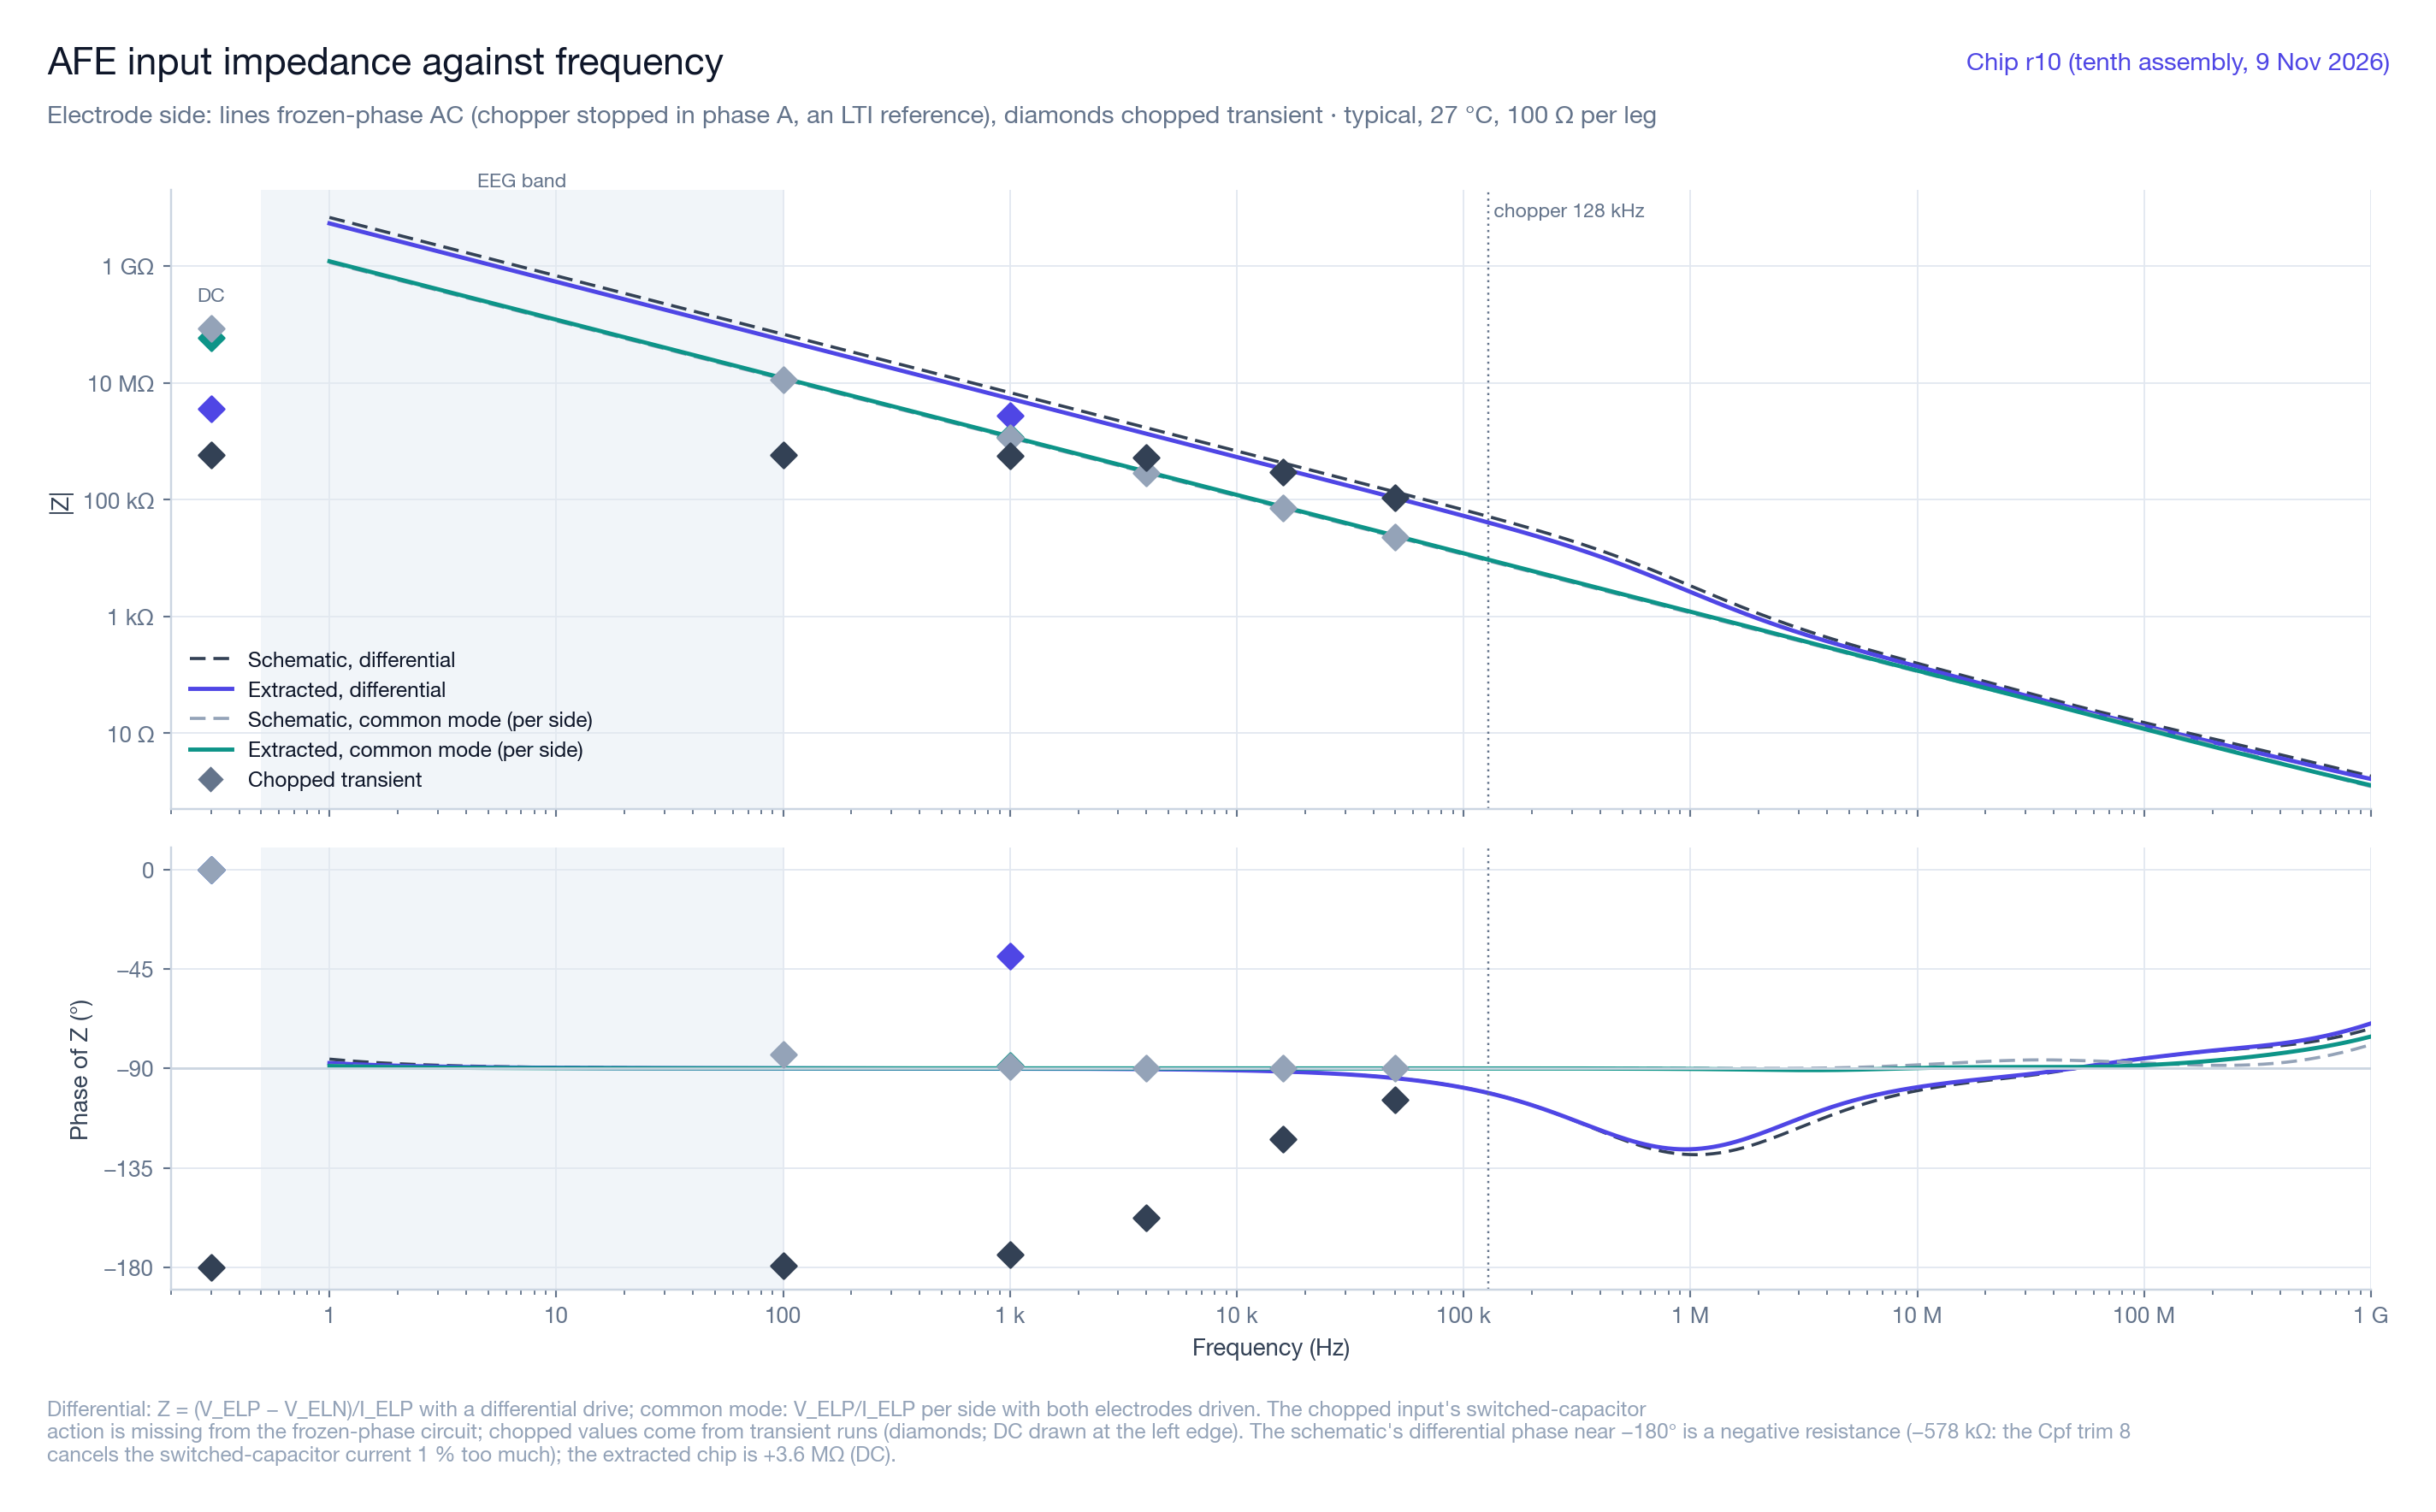 AFE input impedance against frequency
Chip r10 (tenth assembly, 9 Nov 2026)
Electrode side: lines frozen-phase AC (chopper stopped in phase A, an LTI reference), diamonds chopped transient · typical, 27 °C, 100 Ω per leg
EEG band
chopper 128 kHz
DC
|Z|
1 GΩ
10 MΩ
100 kΩ
1 kΩ
10 Ω
Schematic, differential
Extracted, differential
Schematic, common mode (per side)
Extracted, common mode (per side)
Chopped transient
Phase of Z (°)
0
−45
−90
−135
−180
1
10
100
1 k
10 k
100 k
1 M
10 M
100 M
1 G
Frequency (Hz)
Differential: Z = (V_ELP − V_ELN)/I_ELP with a differential drive; common mode: V_ELP/I_ELP per side with both electrodes driven. The chopped input's switched-capacitor
action is missing from the frozen-phase circuit; chopped values come from transient runs (diamonds; DC drawn at the left edge). The schematic's differential phase near −180° is a negative resistance (−578 kΩ: the Cpf trim 8
cancels the switched-capacitor current 1 % too much); the extracted chip is +3.6 MΩ (DC).